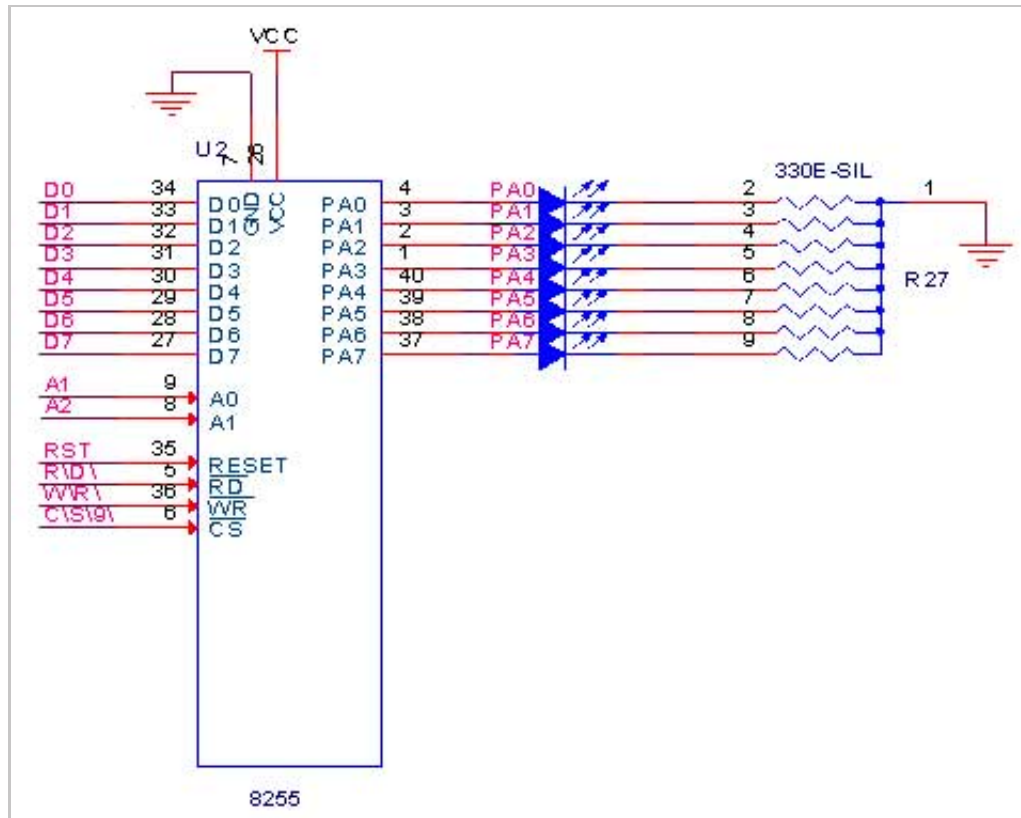 VCC
U2 7 26
330E-SIL
D0 34 D0 GND VCC PA0 4 PA0 2 1
D1 33 D1 PA1 3 PA1 3
D2 32 D2 PA2 2 PA2 4
D3 31 D3 PA3 1 PA3 5
D4 30 D4 PA4 40 PA4 6 R27
D5 29 D5 PA5 39 PA5 7
D6 28 D6 PA6 38 PA6 8
D7 27 D7 PA7 37 PA7 9
A1 9 A0
A2 8 A1
RST 35 RESET
R\D\ 5 RD
W\R\ 36 WR
C\S\9\ 6 CS
8255